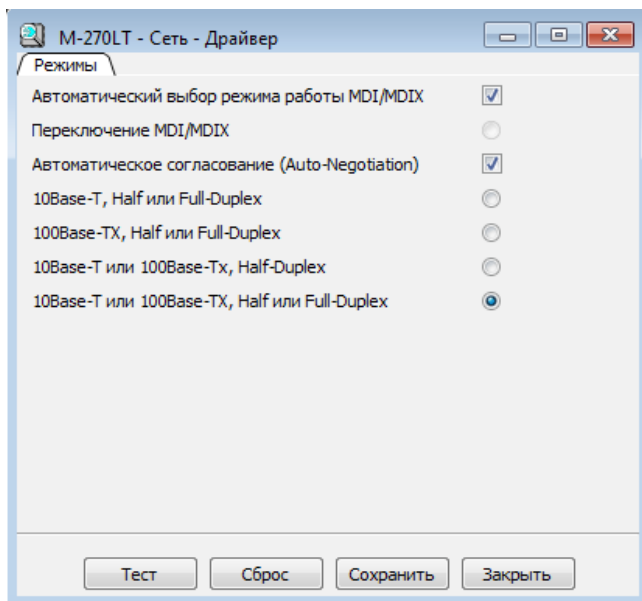 M-270LT - Сеть - Драйвер
Режимы
Автоматический выбор режима работы MDI/MDIX
Переключение MDI/MDIX
Автоматическое согласование (Auto-Negotiation)
10Base-T, Half или Full-Duplex
100Base-TX, Half или Full-Duplex
10Base-T или 100Base-Tx, Half-Duplex
10Base-T или 100Base-TX, Half или Full-Duplex
Тест Сброс Сохранить Закрыть